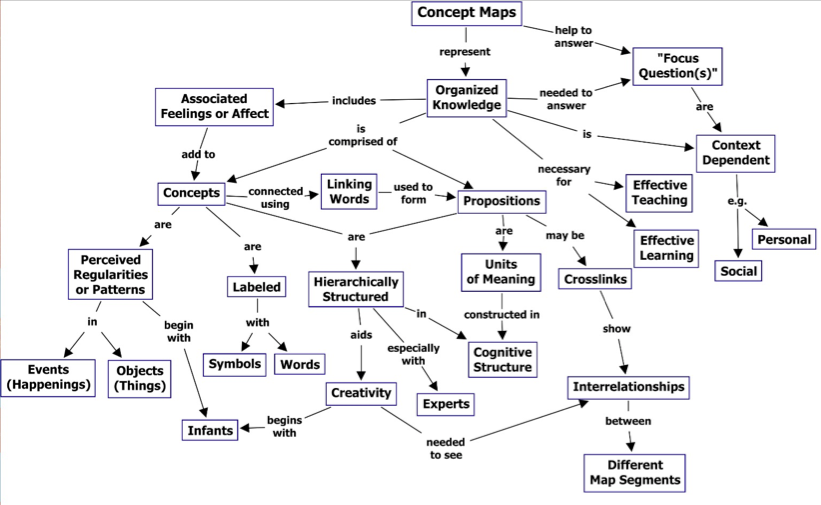 Concept Maps
help to
answer
represent
"Focus
Question(s)"
Organized
Knowledge
needed to
answer
includes
Associated
Feelings or Affect
are
is
comprised of
is
Context
Dependent
add to
necessary
for
Concepts
connected
using
Linking
Words
used to
form
Propositions
Effective
Teaching
e.g.
are
are
are
are
may be
Effective
Learning
Personal
Perceived
Regularities
or Patterns
Labeled
Hierarchically
Structured
Units
of Meaning
Crosslinks
Social
in
begin
with
with
aids
in
constructed in
show
especially
with
Events
(Happenings)
Objects
(Things)
Symbols
Words
Cognitive
Structure
Creativity
Experts
Interrelationships
Infants
begins
with
needed
to see
between
Different
Map Segments